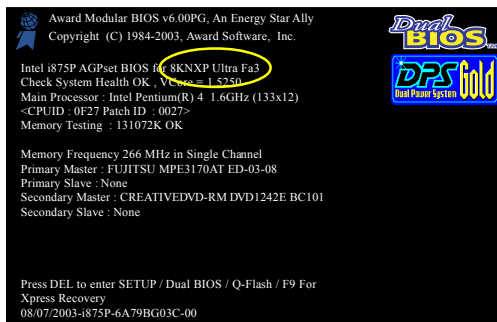 Award Modular BIOS v6.00PG, An Energy Star Ally
Copyright (C) 1984-2003, Award Software, Inc.
Dual
BIOS
Intel i875P AGPset BIOS for 8KNXP Ultra Fa3
Check System Health OK , VCore = 1.5250
Main Processor : Intel Pentium(R) 4 1.6GHz (133x12)
<CPUID : 0F27 Patch ID : 0027>
Memory Testing : 131072K OK
DPS Gold
Dual Power System
Memory Frequency 266 MHz in Single Channel
Primary Master : FUJITSU MPE3170AT ED-03-08
Primary Slave : None
Secondary Master : CREATIVEDVD-RM DVD1242E BC101
Secondary Slave : None
Press DEL to enter SETUP / Dual BIOS / Q-Flash / F9 For
Xpress Recovery
08/07/2003-i875P-6A79BG03C-00